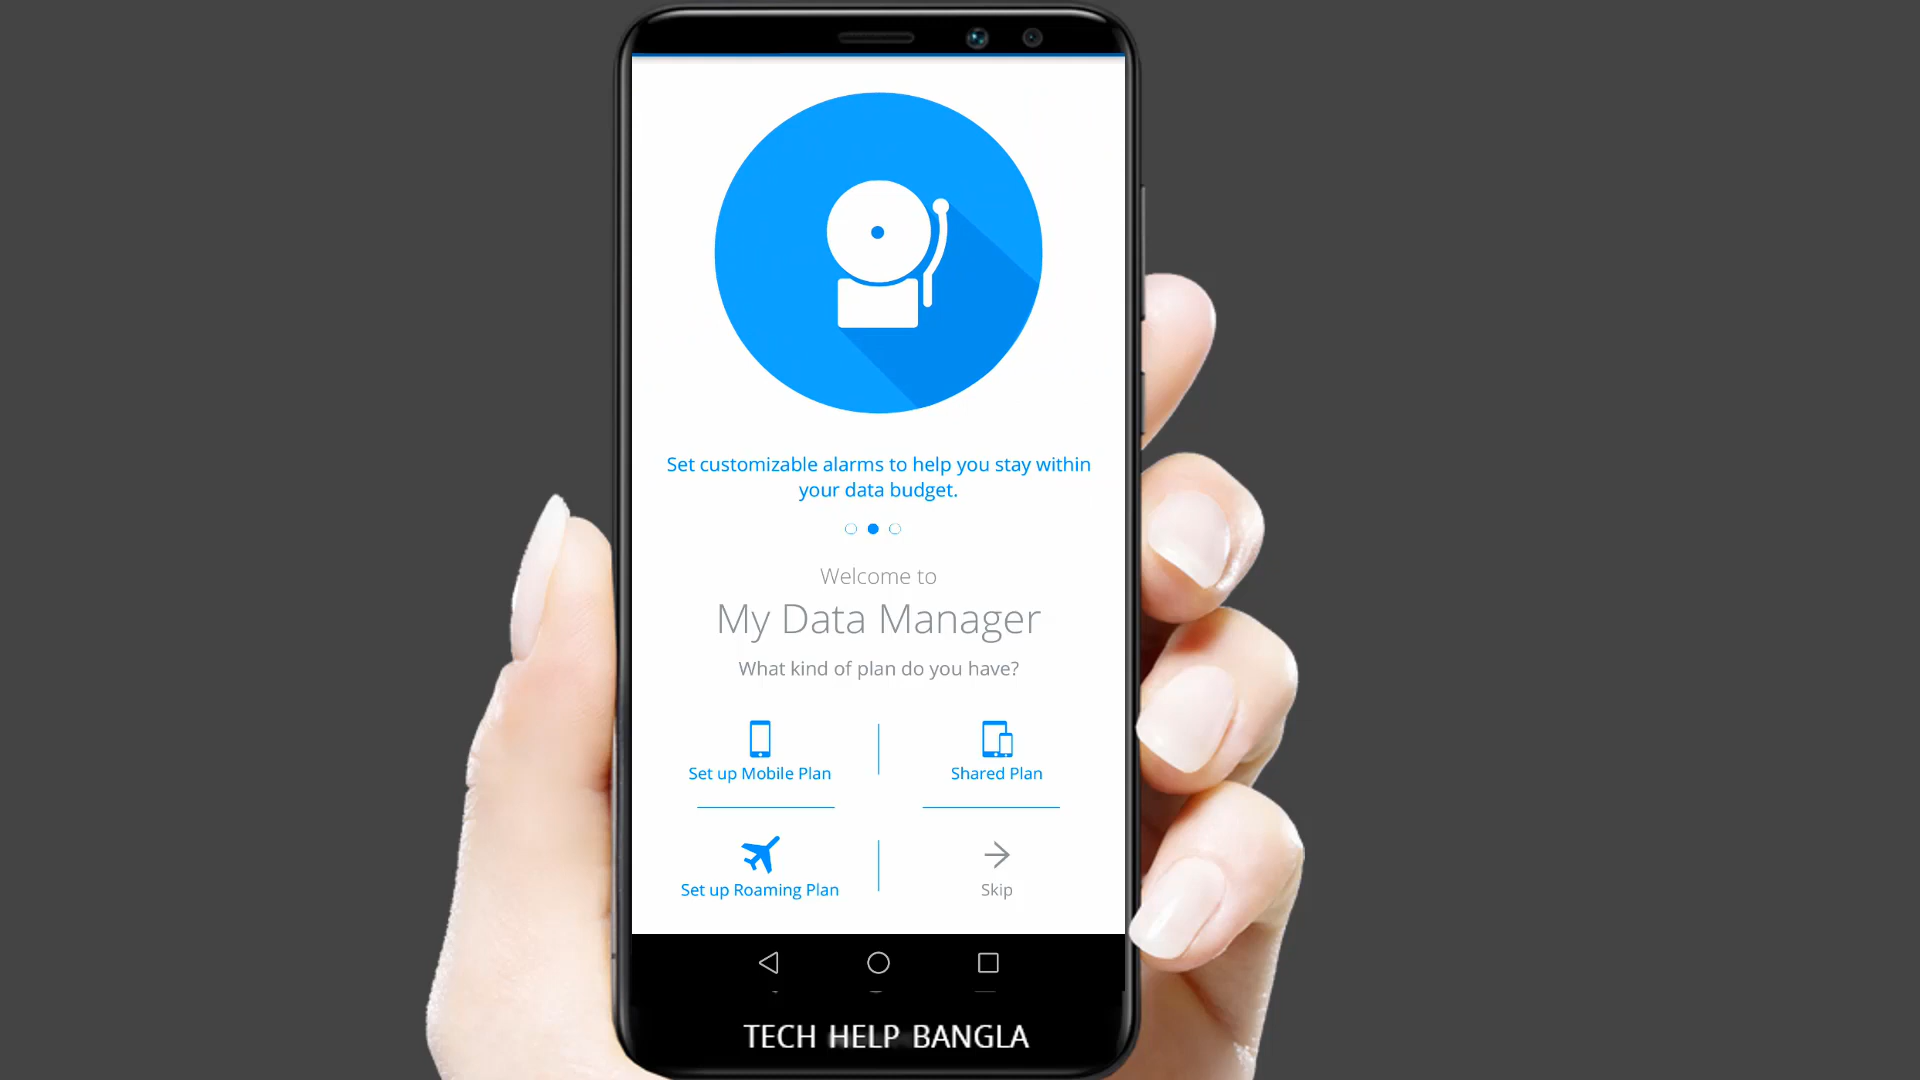 Set customizable alarms to help you stay within
your data budget.
Welcome to
My Data Manager
What kind of plan do you have?
Set up Mobile Plan
Shared Plan
Set up Roaming Plan
Skip
TECH HELP BANGLA